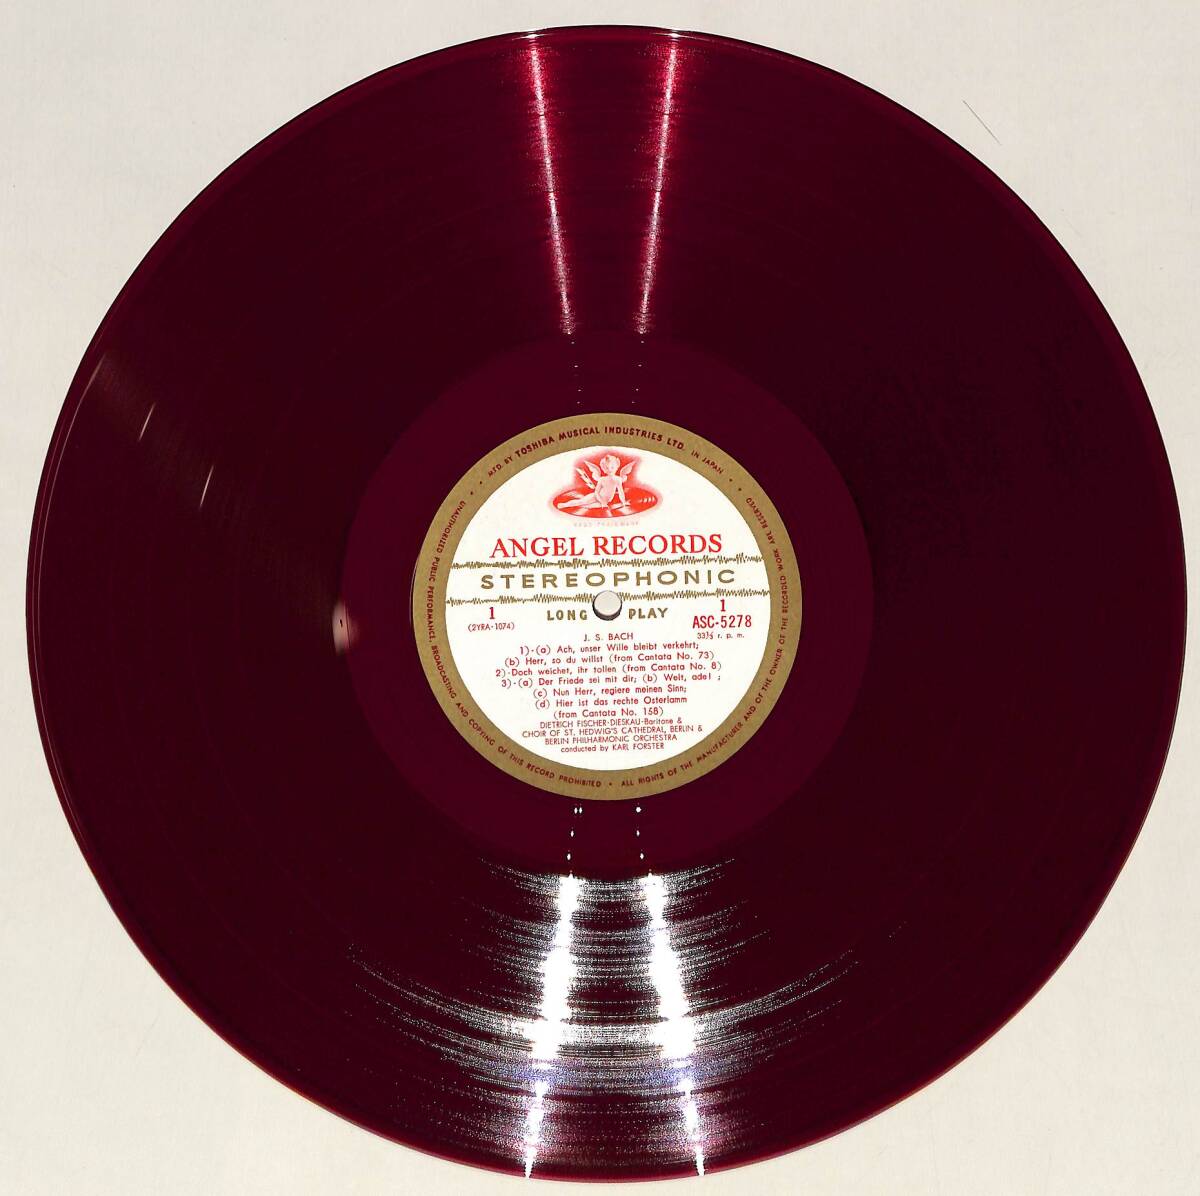 MFD. BY TOSHIBA MUSICAL INDUSTRIES LTD. IN JAPAN
ANGEL RECORDS
STEREOPHONIC
LONG PLAY
1
(2YRA-1074)
1
ASC-5278
33⅓ r. p. m.
J. S. BACH
1)-(a) Ach, unser Wille bleibt verkehrt;
(b) Herr, so du willst (from Cantata No. 73)
2)-Doch weichet, ihr tollen (from Cantata No. 8)
3)-(a) Der Friede sei mit dir; (b) Welt, ade! ;
(c) Nun Herr, regiere meinen Sinn;
(d) Hier ist das rechte Osterlamm
(from Cantata No. 158)
DIETRICH FISCHER-DIESKAU-Baritone &
CHOIR OF ST. HEDWIG'S CATHEDRAL, BERLIN &
BERLIN PHILHARMONIC ORCHESTRA
conducted by KARL FORSTER
UNAUTHORIZED PUBLIC PERFORMANCE, BROADCASTING AND COPYING OF THIS RECORD PROHIBITED • ALL RIGHTS OF THE MANUFACTURER AND OF THE OWNER OF THE RECORDED WORK ARE RESERVED